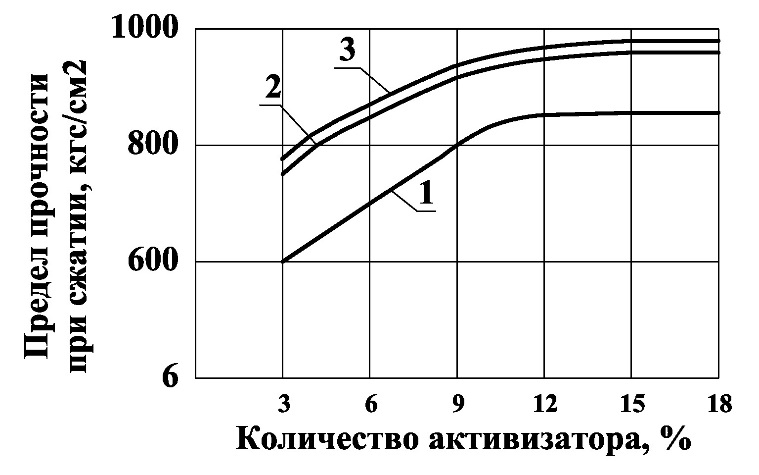 Предел прочности
при сжатии, кгс/см2
1000
800
600
6
3
2
1
3 6 9 12 15 18
Количество активизатора, %